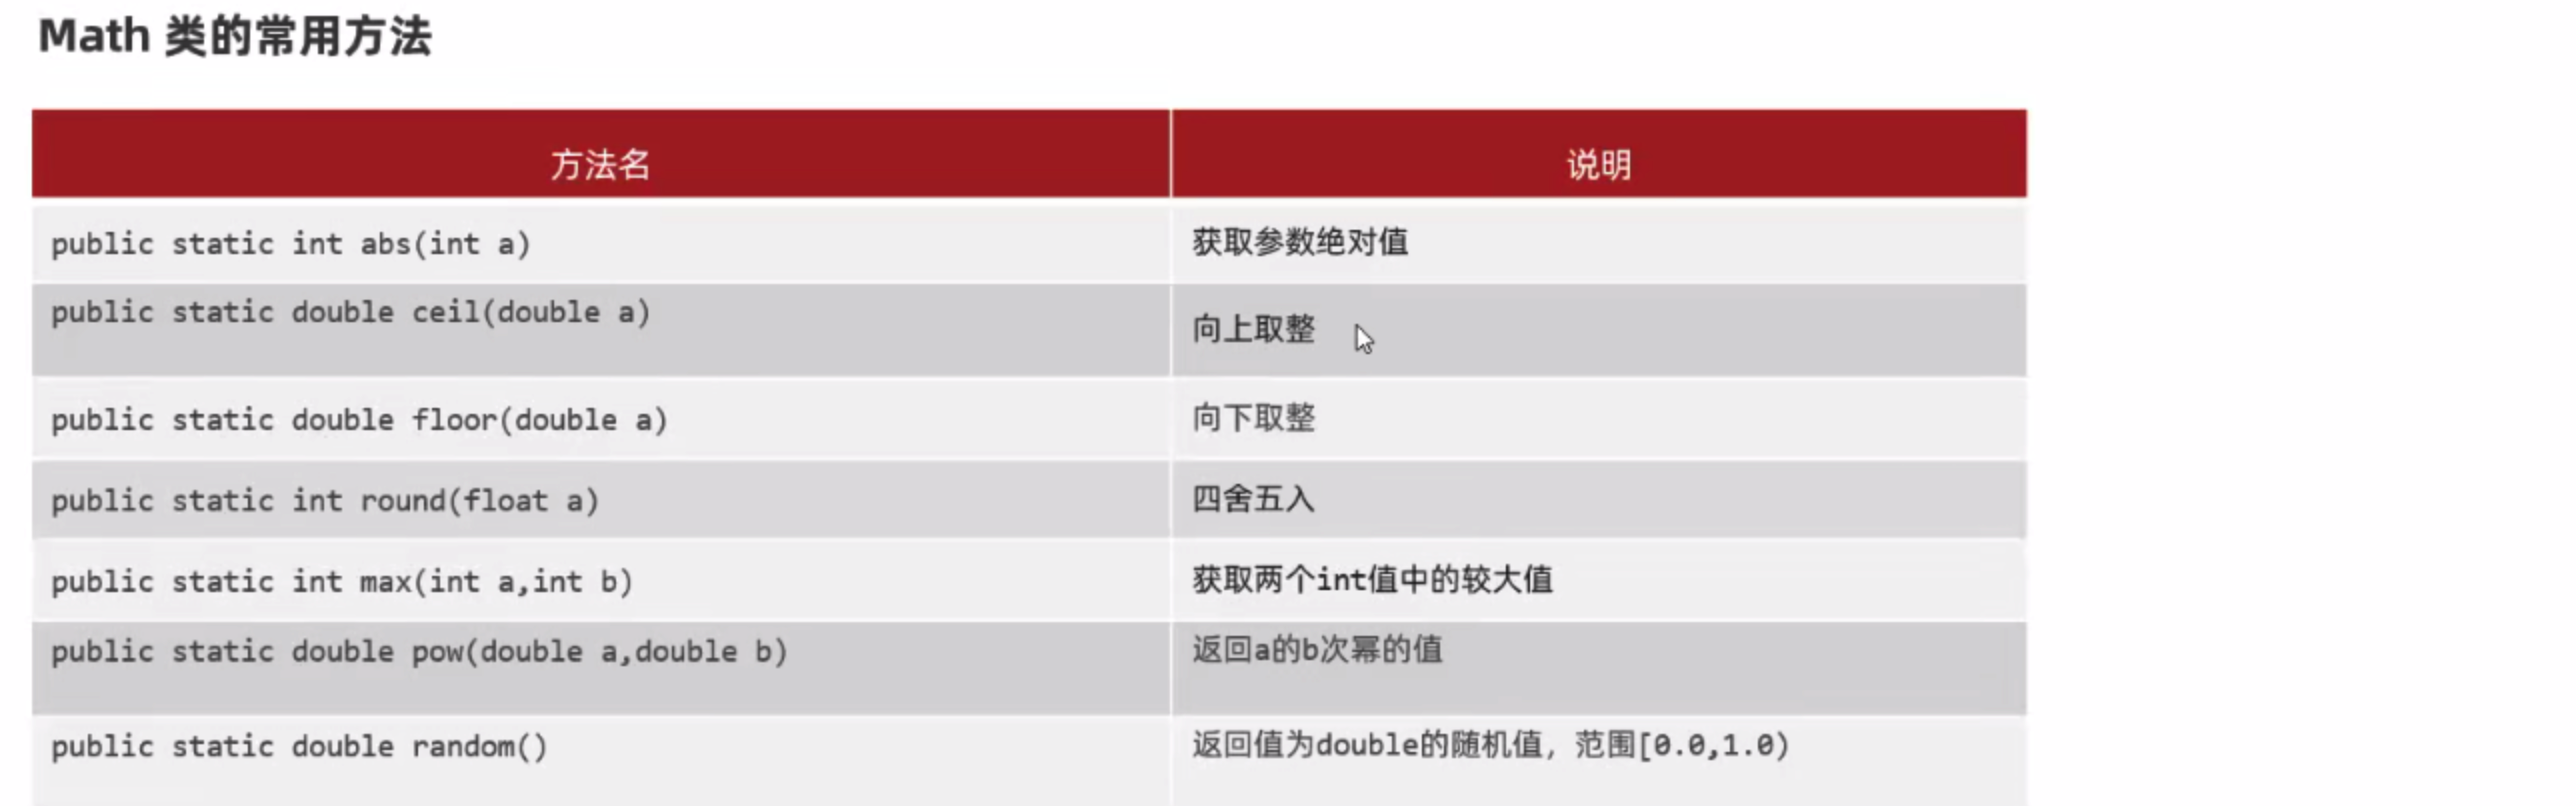 Math 类的常用方法
方法名 说明
public static int abs(int a) 获取参数绝对值
public static double ceil(double a) 向上取整
public static double floor(double a) 向下取整
public static int round(float a) 四舍五入
public static int max(int a,int b) 获取两个int值中的较大值
public static double pow(double a,double b) 返回a的b次幂的值
public static double random() 返回值为double的随机值，范围[0.0,1.0)